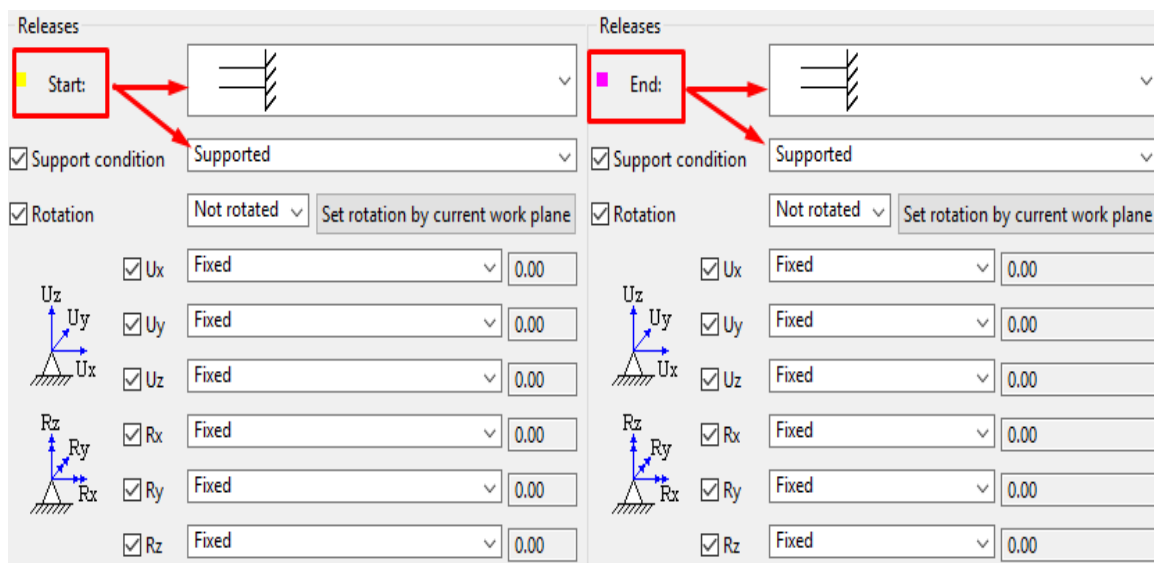 Releases
Start:
Support condition Supported
Rotation Not rotated Set rotation by current work plane
Ux Fixed 0.00
Uz
Uy
Ux
Uy Fixed 0.00
Uz Fixed 0.00
Rz
Ry
Rx
Rx Fixed 0.00
Ry Fixed 0.00
Rz Fixed 0.00
Releases
End:
Support condition Supported
Rotation Not rotated Set rotation by current work plane
Ux Fixed 0.00
Uz
Uy
Ux
Uy Fixed 0.00
Uz Fixed 0.00
Rz
Ry
Rx
Rx Fixed 0.00
Ry Fixed 0.00
Rz Fixed 0.00